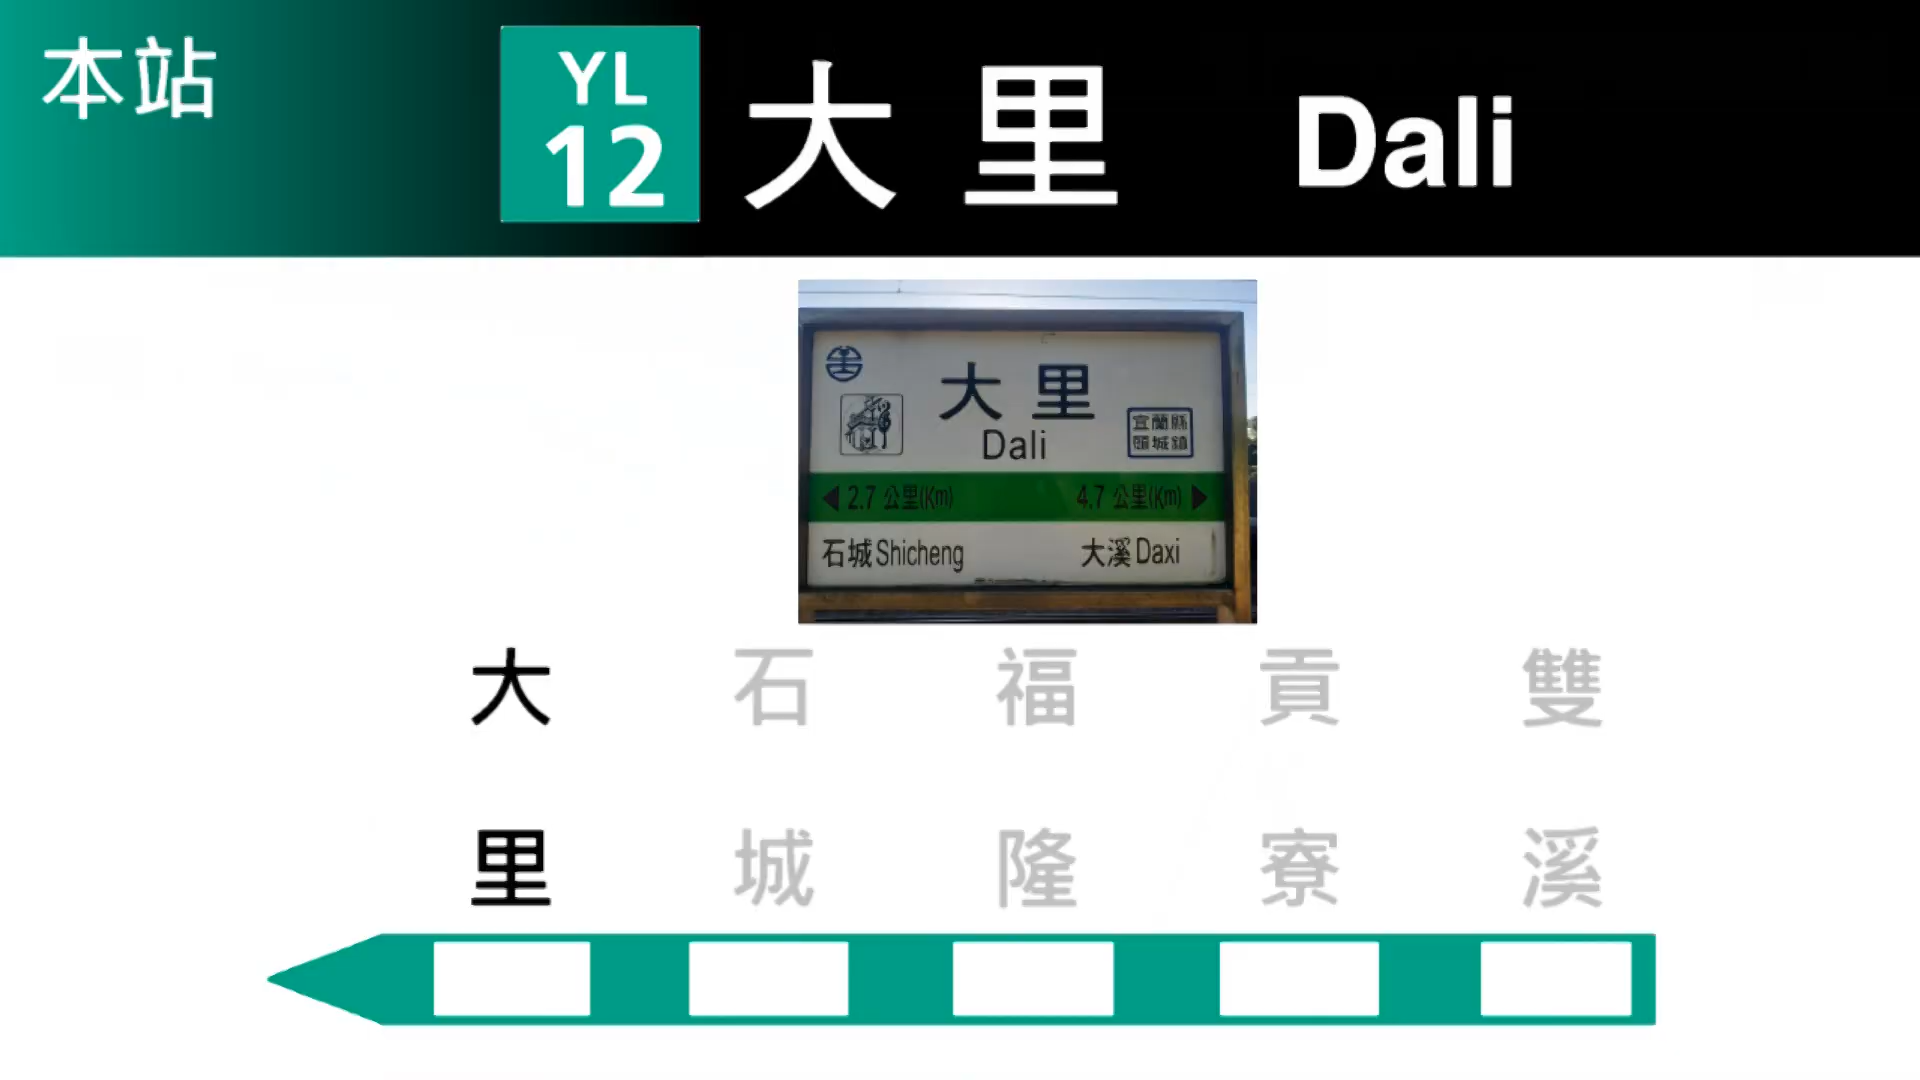 本站
YL
12
大里 Dali
大里
Dali
宜蘭縣
頭城鎮
2.7 公里(Km)
4.7 公里(Km)
石城 Shicheng
大溪 Daxi
大里
石城
福隆
貢寮
雙溪